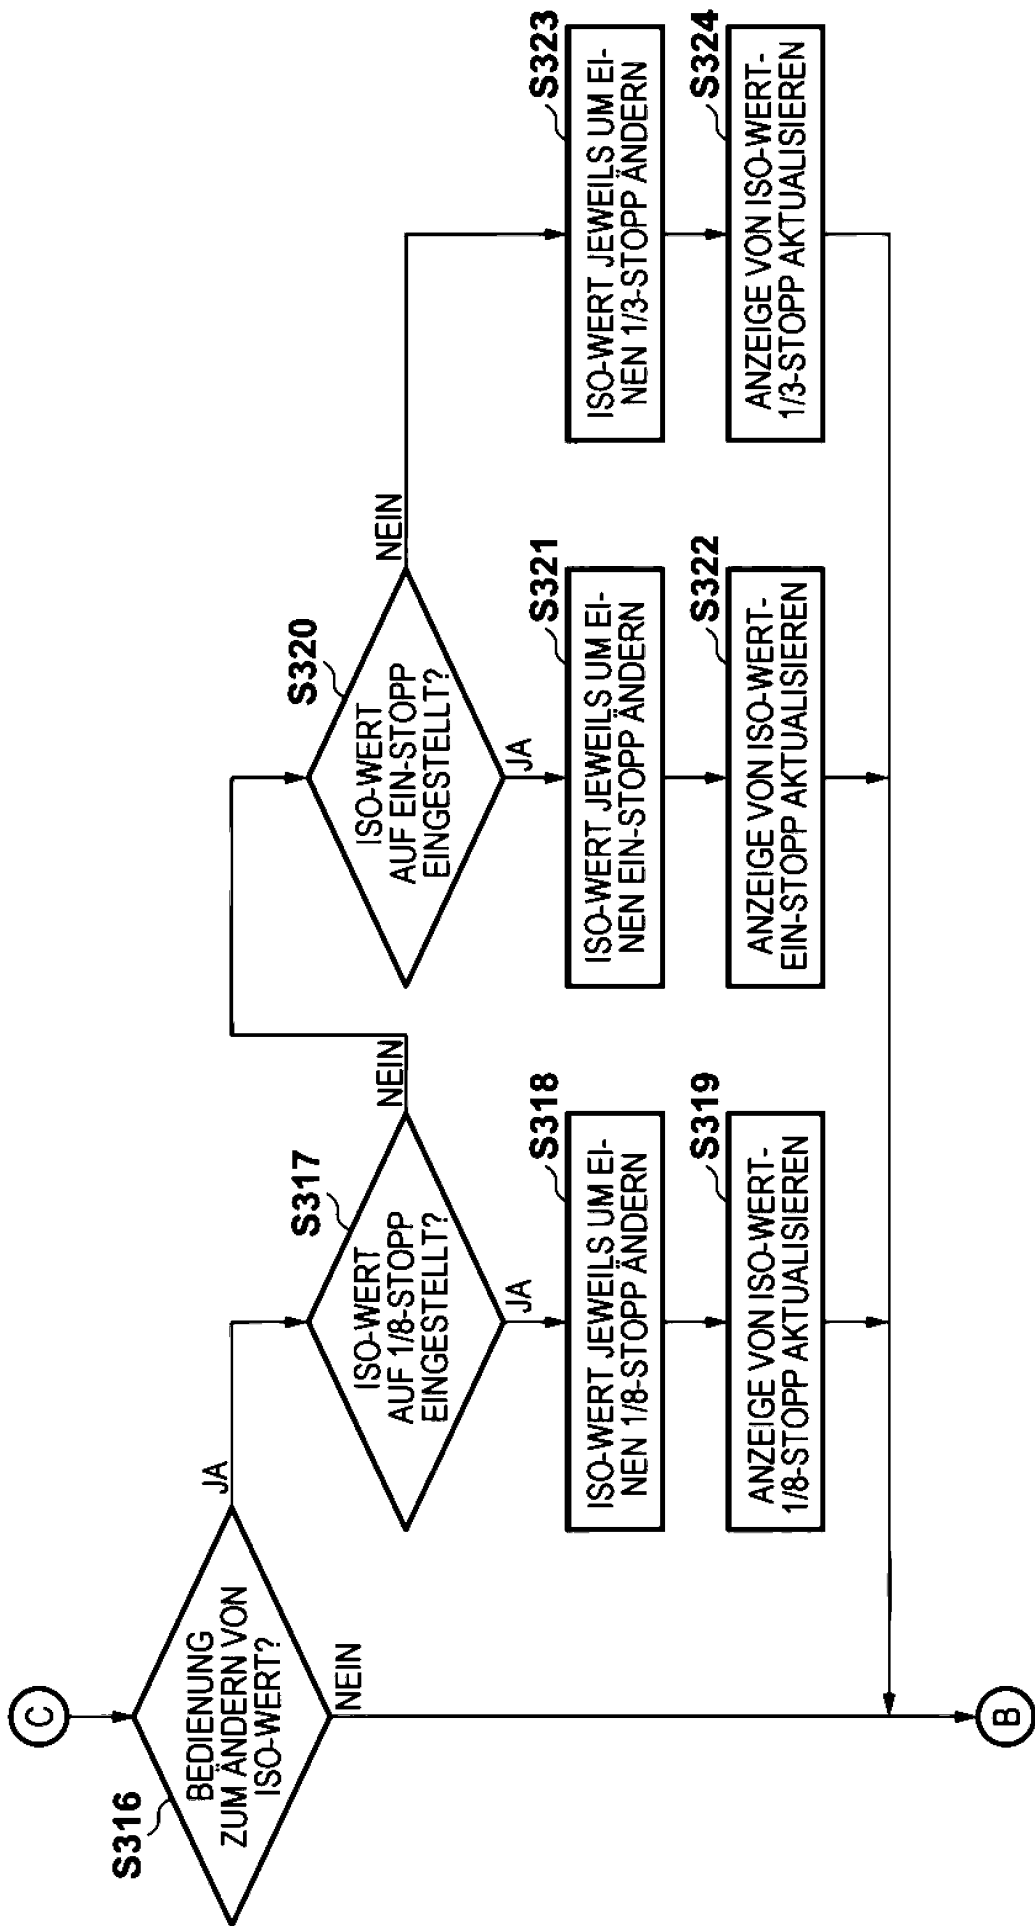 C
S316
BEDIENUNG
ZUM ÄNDERN VON
ISO-WERT?
JA
NEIN
S317
ISO-WERT
AUF 1/8-STOPP
EINGESTELLT?
NEIN
JA
S318
ISO-WERT JEWEILS UM EI-
NEN 1/8-STOPP ÄNDERN
S319
ANZEIGE VON ISO-WERT-
1/8-STOPP AKTUALISIEREN
S320
ISO-WERT
AUF EIN-STOPP
EINGESTELLT?
NEIN
JA
S321
ISO-WERT JEWEILS UM EI-
NEN EIN-STOPP ÄNDERN
S322
ANZEIGE VON ISO-WERT-
EIN-STOPP AKTUALISIEREN
S323
ISO-WERT JEWEILS UM EI-
NEN 1/3-STOPP ÄNDERN
S324
ANZEIGE VON ISO-WERT-
1/3-STOPP AKTUALISIEREN
B